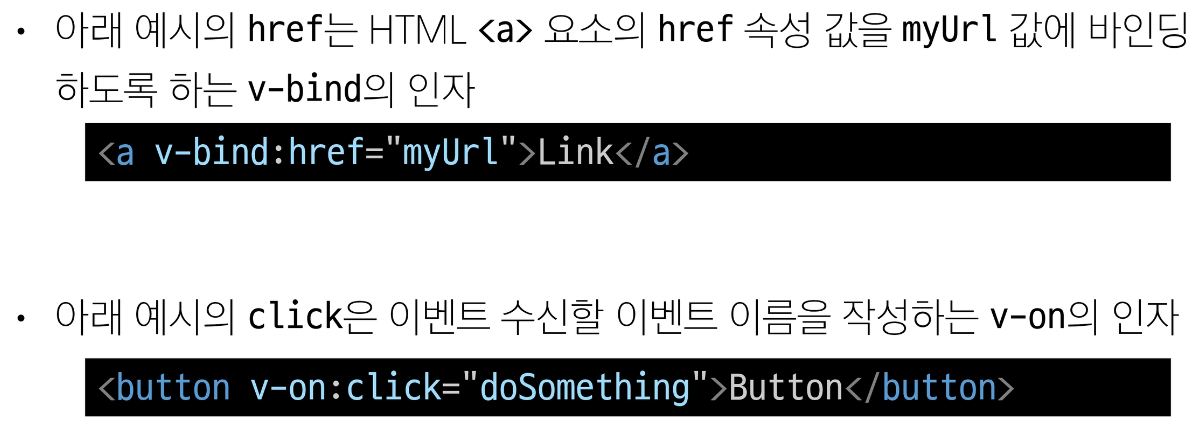 • 아래 예시의 href는 HTML <a> 요소의 href 속성 값을 myUrl 값에 바인딩
하도록 하는 v-bind의 인자
<a v-bind:href="myUrl">Link</a>
• 아래 예시의 click은 이벤트 수신할 이벤트 이름을 작성하는 v-on의 인자
<button v-on:click="doSomething">Button</button>